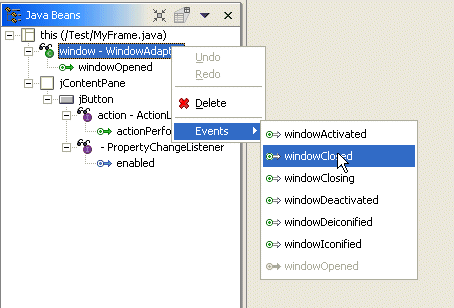 Java Beans
this (/Test/MyFrame.java)
window - WindowAdapt
windowOpened
jContentPane
jButton
action - ActionL
actionPerfo
- PropertyChangeListener
enabled
Undo
Redo
Delete
Events
windowActivated
windowClosed
windowClosing
windowDeactivated
windowDeiconified
windowIconified
windowOpened